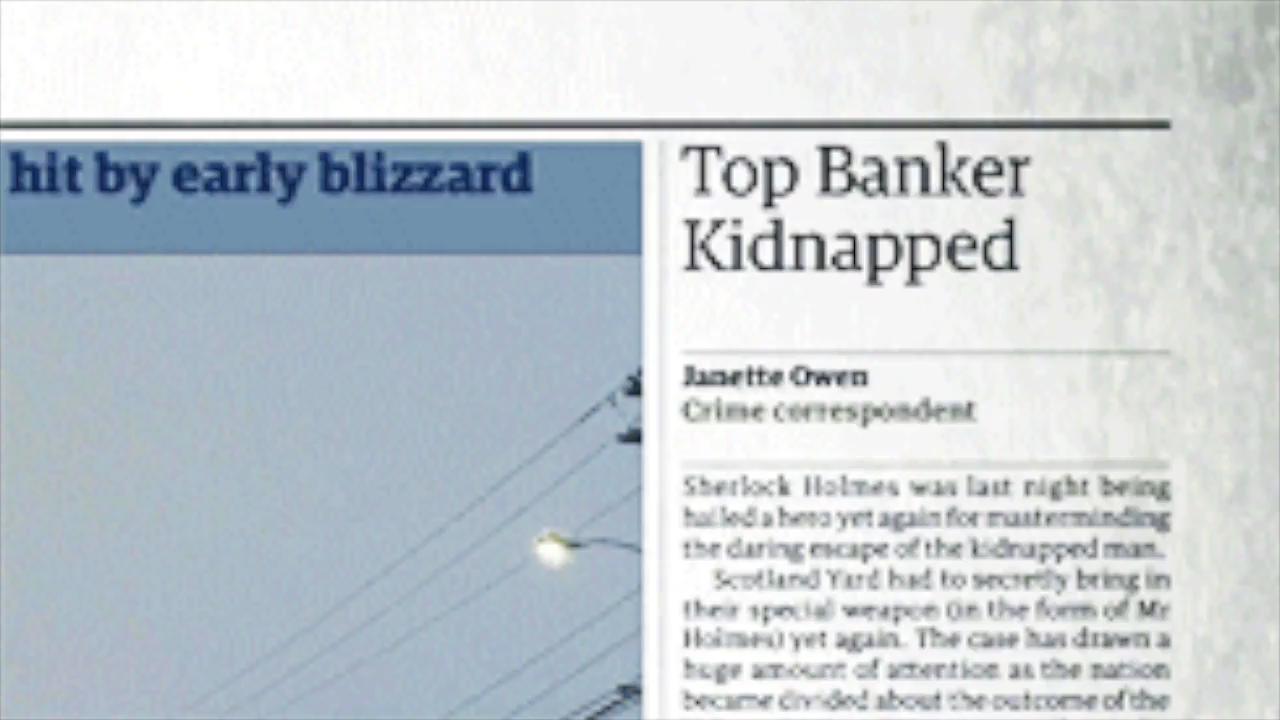 hit by early blizzard
Top Banker
Kidnapped
Janette Owen
Crime correspondent
Sherlock Holmes was last night being
hailed a hero yet again for masterminding
the daring escape of the kidnapped man.
Scotland Yard had to secretly bring in
their special weapon (in the form of Mr
Holmes) yet again. The case has drawn a
huge amount of attention as the nation
became divided about the outcome of the